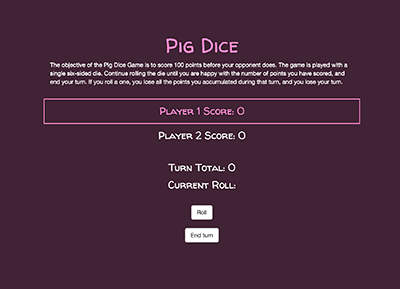 Pig Dice
The objective of the Pig Dice Game is to score 100 points before your opponent does. The game is played with a
single six-sided die. Continue rolling the die until you are happy with the number of points you have scored, and
end your turn. If you roll a one, you lose all the points you accumulated during that turn, and you lose your turn.
Player 1 Score: 0
Player 2 Score: 0
Turn Total: 0
Current Roll:
Roll
End turn